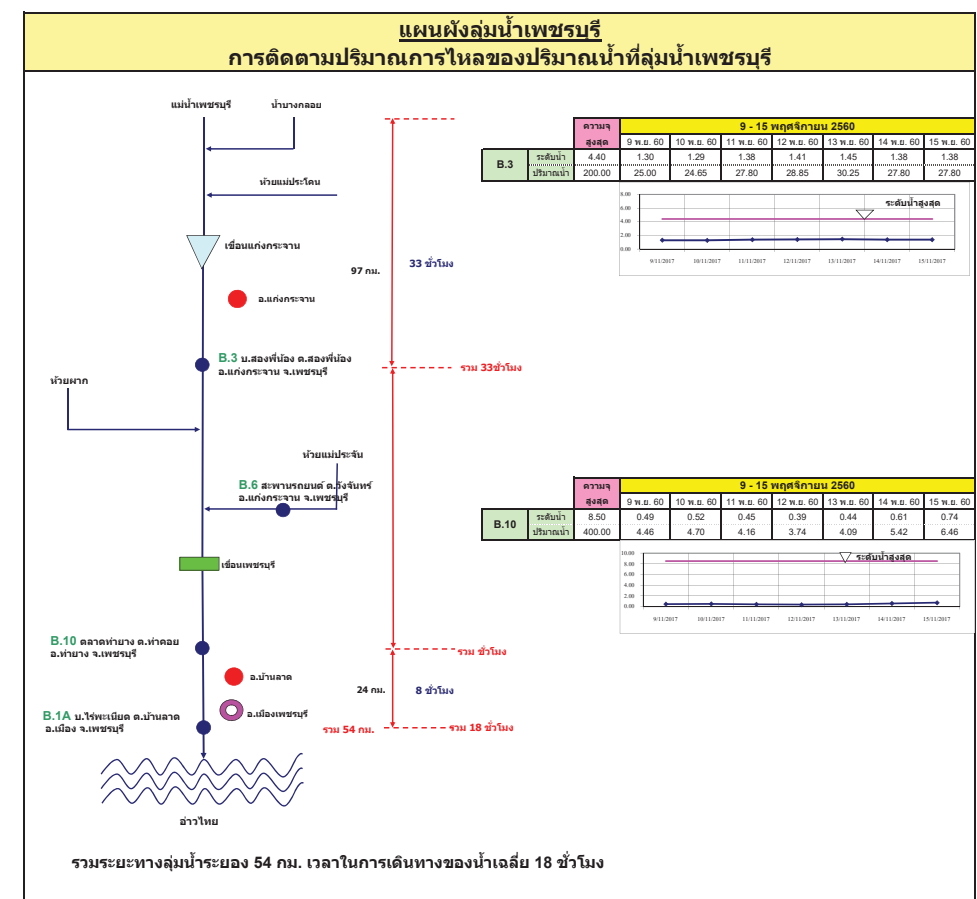 แผนผังลุ่มน้ำเพชรบุรี
การติดตามปริมาณการไหลของปริมาณน้ำที่ลุ่มน้ำเพชรบุรี
แม่น้ำเพชรบุรี
น้ำบางกลอย
ห้วยแม่ประโดน
เขื่อนแก่งกระจาน
97 กม.
33 ชั่วโมง
อ.แก่งกระจาน
B.3 บ.สองพี่น้อง ต.สองพี่น้อง
อ.แก่งกระจาน จ.เพชรบุรี
รวม 33ชั่วโมง
ห้วยผาก
ห้วยแม่ประจัน
B.6 สะพานรถยนต์ ต.วังจันทร์
อ.แก่งกระจาน จ.เพชรบุรี
เขื่อนเพชรบุรี
B.10 ตลาดท่ายาง ต.ท่าคอย
อ.ท่ายาง จ.เพชรบุรี
รวม ชั่วโมง
อ.บ้านลาด
24 กม.
8 ชั่วโมง
B.1A บ.ไร่พะเนียด ต.บ้านลาด
อ.เมือง จ.เพชรบุรี
อ.เมืองเพชรบุรี
รวม 54 กม.
รวม 18 ชั่วโมง
อ่าวไทย
รวมระยะทางลุ่มน้ำระยอง 54 กม. เวลาในการเดินทางของน้ำเฉลี่ย 18 ชั่วโมง
ความจุ 9 - 15 พฤศจิกายน 2560
สูงสุด 9 พ.ย. 60 10 พ.ย. 60 11 พ.ย. 60 12 พ.ย. 60 13 พ.ย. 60 14 พ.ย. 60 15 พ.ย. 60
B.3
ระดับน้ำ 4.40 1.30 1.29 1.38 1.41 1.45 1.38 1.38
ปริมาณน้ำ 200.00 25.00 24.65 27.80 28.85 30.25 27.80 27.80
ระดับน้ำสูงสุด
8.00
6.00
4.00
2.00
0.00
9/11/2017 10/11/2017 11/11/2017 12/11/2017 13/11/2017 14/11/2017 15/11/2017
ความจุ 9 - 15 พฤศจิกายน 2560
สูงสุด 9 พ.ย. 60 10 พ.ย. 60 11 พ.ย. 60 12 พ.ย. 60 13 พ.ย. 60 14 พ.ย. 60 15 พ.ย. 60
B.10
ระดับน้ำ 8.50 0.49 0.52 0.45 0.39 0.44 0.61 0.74
ปริมาณน้ำ 400.00 4.46 4.70 4.16 3.74 4.09 5.42 6.46
ระดับน้ำสูงสุด
10.00
8.00
6.00
4.00
2.00
0.00
9/11/2017 10/11/2017 11/11/2017 12/11/2017 13/11/2017 14/11/2017 15/11/2017